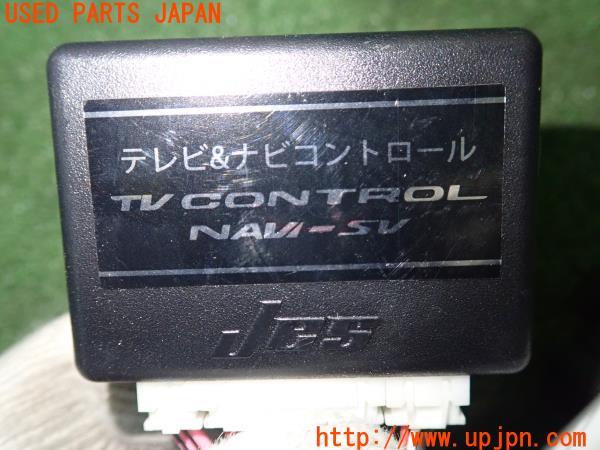 USED PARTS JAPAN
テレビ&ナビコントロール
TV CONTROL
NAVI-SV
Jes
http://www.upjpn.com